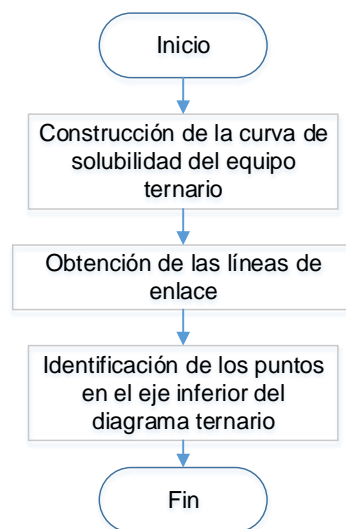 Inicio
Construcción de la curva de
solubilidad del equipo
ternario
Obtención de las líneas de
enlace
Identificación de los puntos
en el eje inferior del
diagrama ternario
Fin